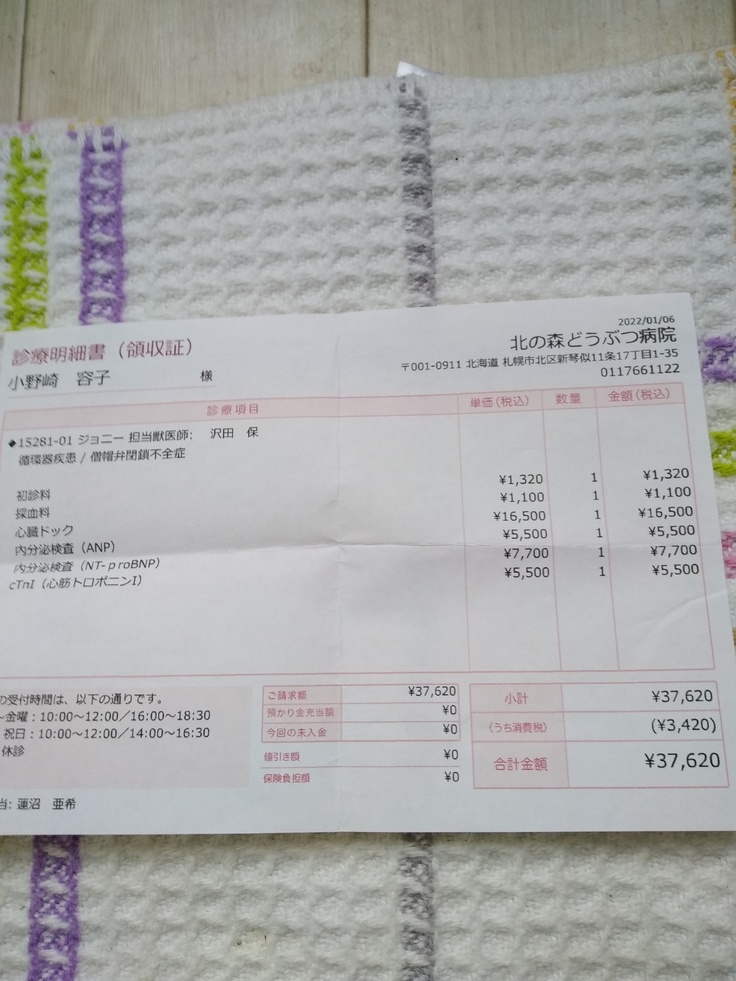 2022/01/06
診療明細書（領収証）
北の森どうぶつ病院
小野崎 容子 様
〒001-0911 北海道 札幌市北区新琴似11条17丁目1-35
0117661122
診療項目 単価（税込） 数量 金額（税込）
◆15281-01 ジョニー 担当獣医師: 沢田 保
循環器疾患 / 僧帽弁閉鎖不全症
初診料 ¥1,320 1 ¥1,320
採血料 ¥1,100 1 ¥1,100
心臓ドック ¥16,500 1 ¥16,500
内分泌検査（ANP） ¥5,500 1 ¥5,500
内分泌検査（NT-proBNP） ¥7,700 1 ¥7,700
cTnI（心筋トロポニンI） ¥5,500 1 ¥5,500
の受付時間は、以下の通りです。
~金曜：10:00~12:00／16:00~18:30
祝日：10:00~12:00／14:00~16:30
休診
ご請求額 ¥37,620
預かり金充当額 ¥0
今回の未入金 ¥0
値引き額 ¥0
保険負担額 ¥0
小計 ¥37,620
（うち消費税） (¥3,420)
合計金額 ¥37,620
当: 蓮沼 亜希